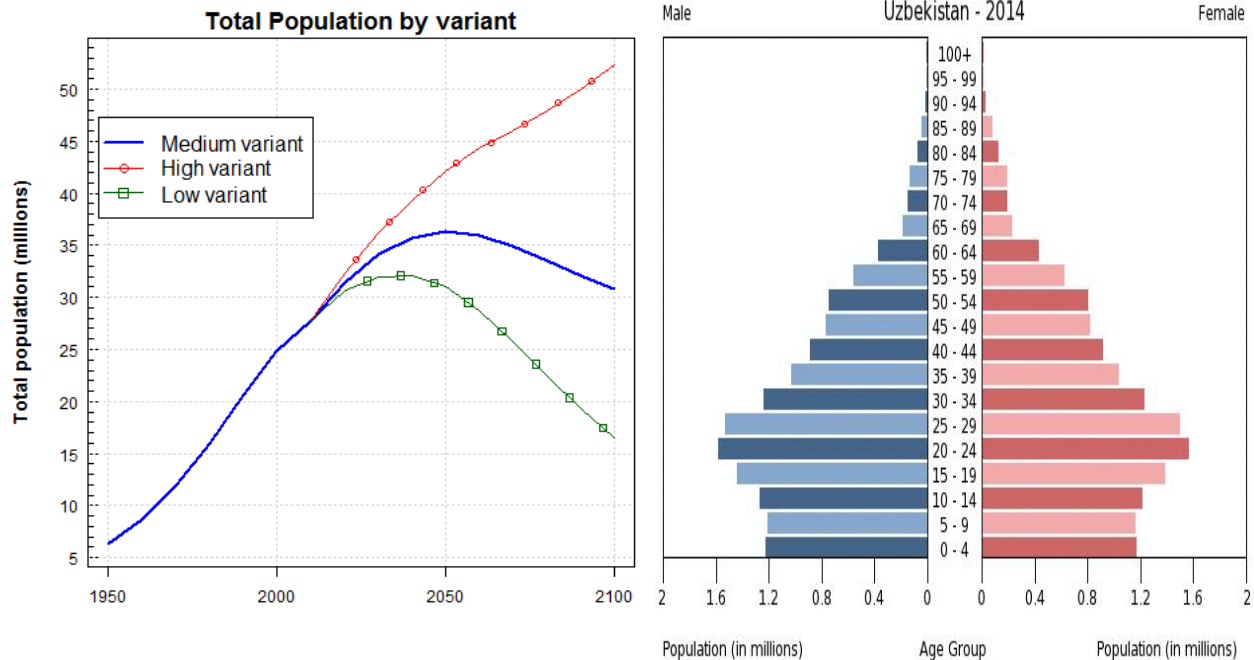 Total Population by variant
Total population (millions)
50
45
40
35
30
25
20
15
10
5
Medium variant
High variant
Low variant
1950 2000 2050 2100
Male Uzbekistan - 2014 Female
100+
95 - 99
90 - 94
85 - 89
80 - 84
75 - 79
70 - 74
65 - 69
60 - 64
55 - 59
50 - 54
45 - 49
40 - 44
35 - 39
30 - 34
25 - 29
20 - 24
15 - 19
10 - 14
5 - 9
0 - 4
2 1.6 1.2 0.8 0.4 0 0 0.4 0.8 1.2 1.6 2
Population (in millions) Age Group Population (in millions)